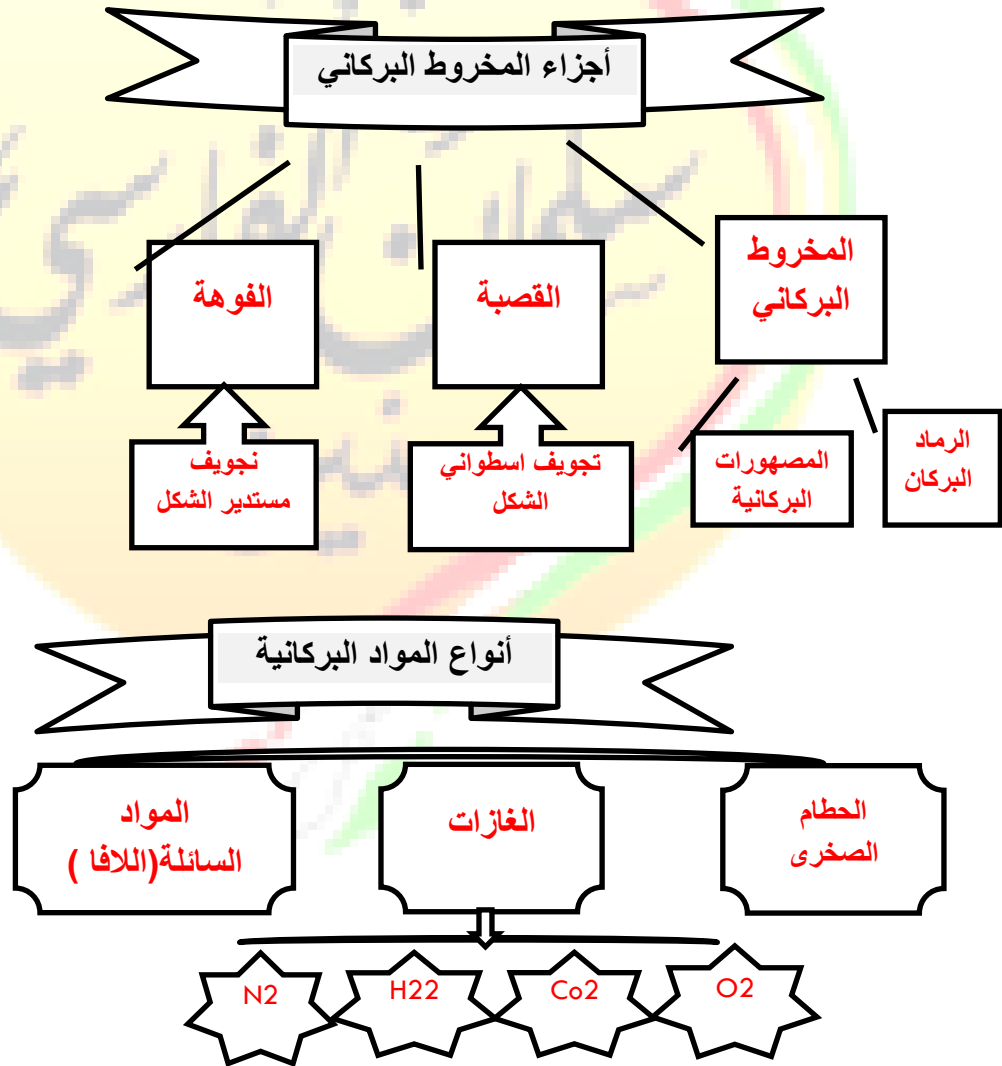 أجزاء المخروط البركاني
المخروط
البركاني
القصبة
الفوهة
الرماد
البركان
المصهورات
البركانية
تجويف اسطواني
الشكل
نجويف
مستدير الشكل
أنواع المواد البركانية
الحطام
الصخرى
الغازات
المواد
السائلة(اللافا )
O2
Co2
H22
N2